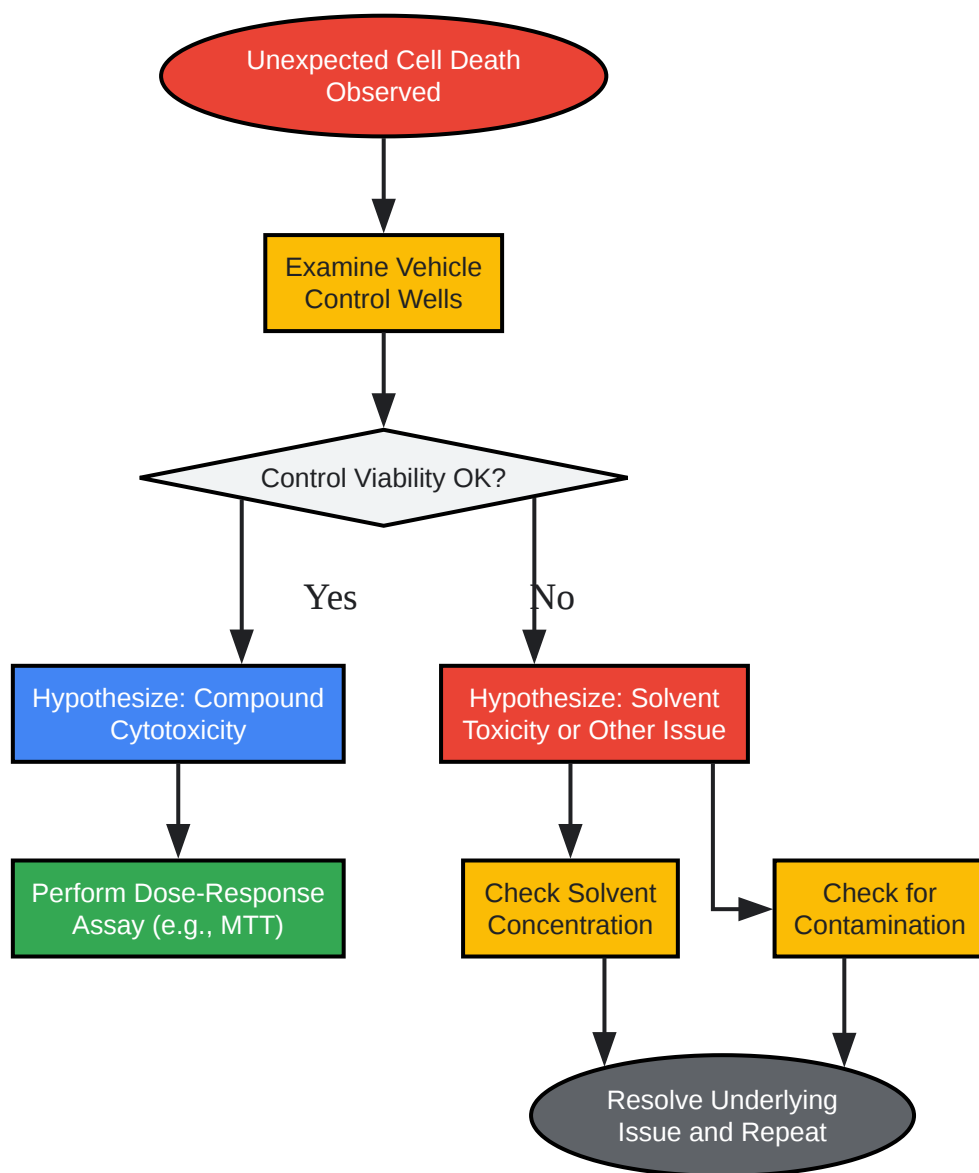 Unexpected Cell Death
Observed
Examine Vehicle
Control Wells
Control Viability OK?
Yes
No
Hypothesize: Compound
Cytotoxicity
Hypothesize: Solvent
Toxicity or Other Issue
Perform Dose-Response
Assay (e.g., MTT)
Check Solvent
Concentration
Check for
Contamination
Resolve Underlying
Issue and Repeat